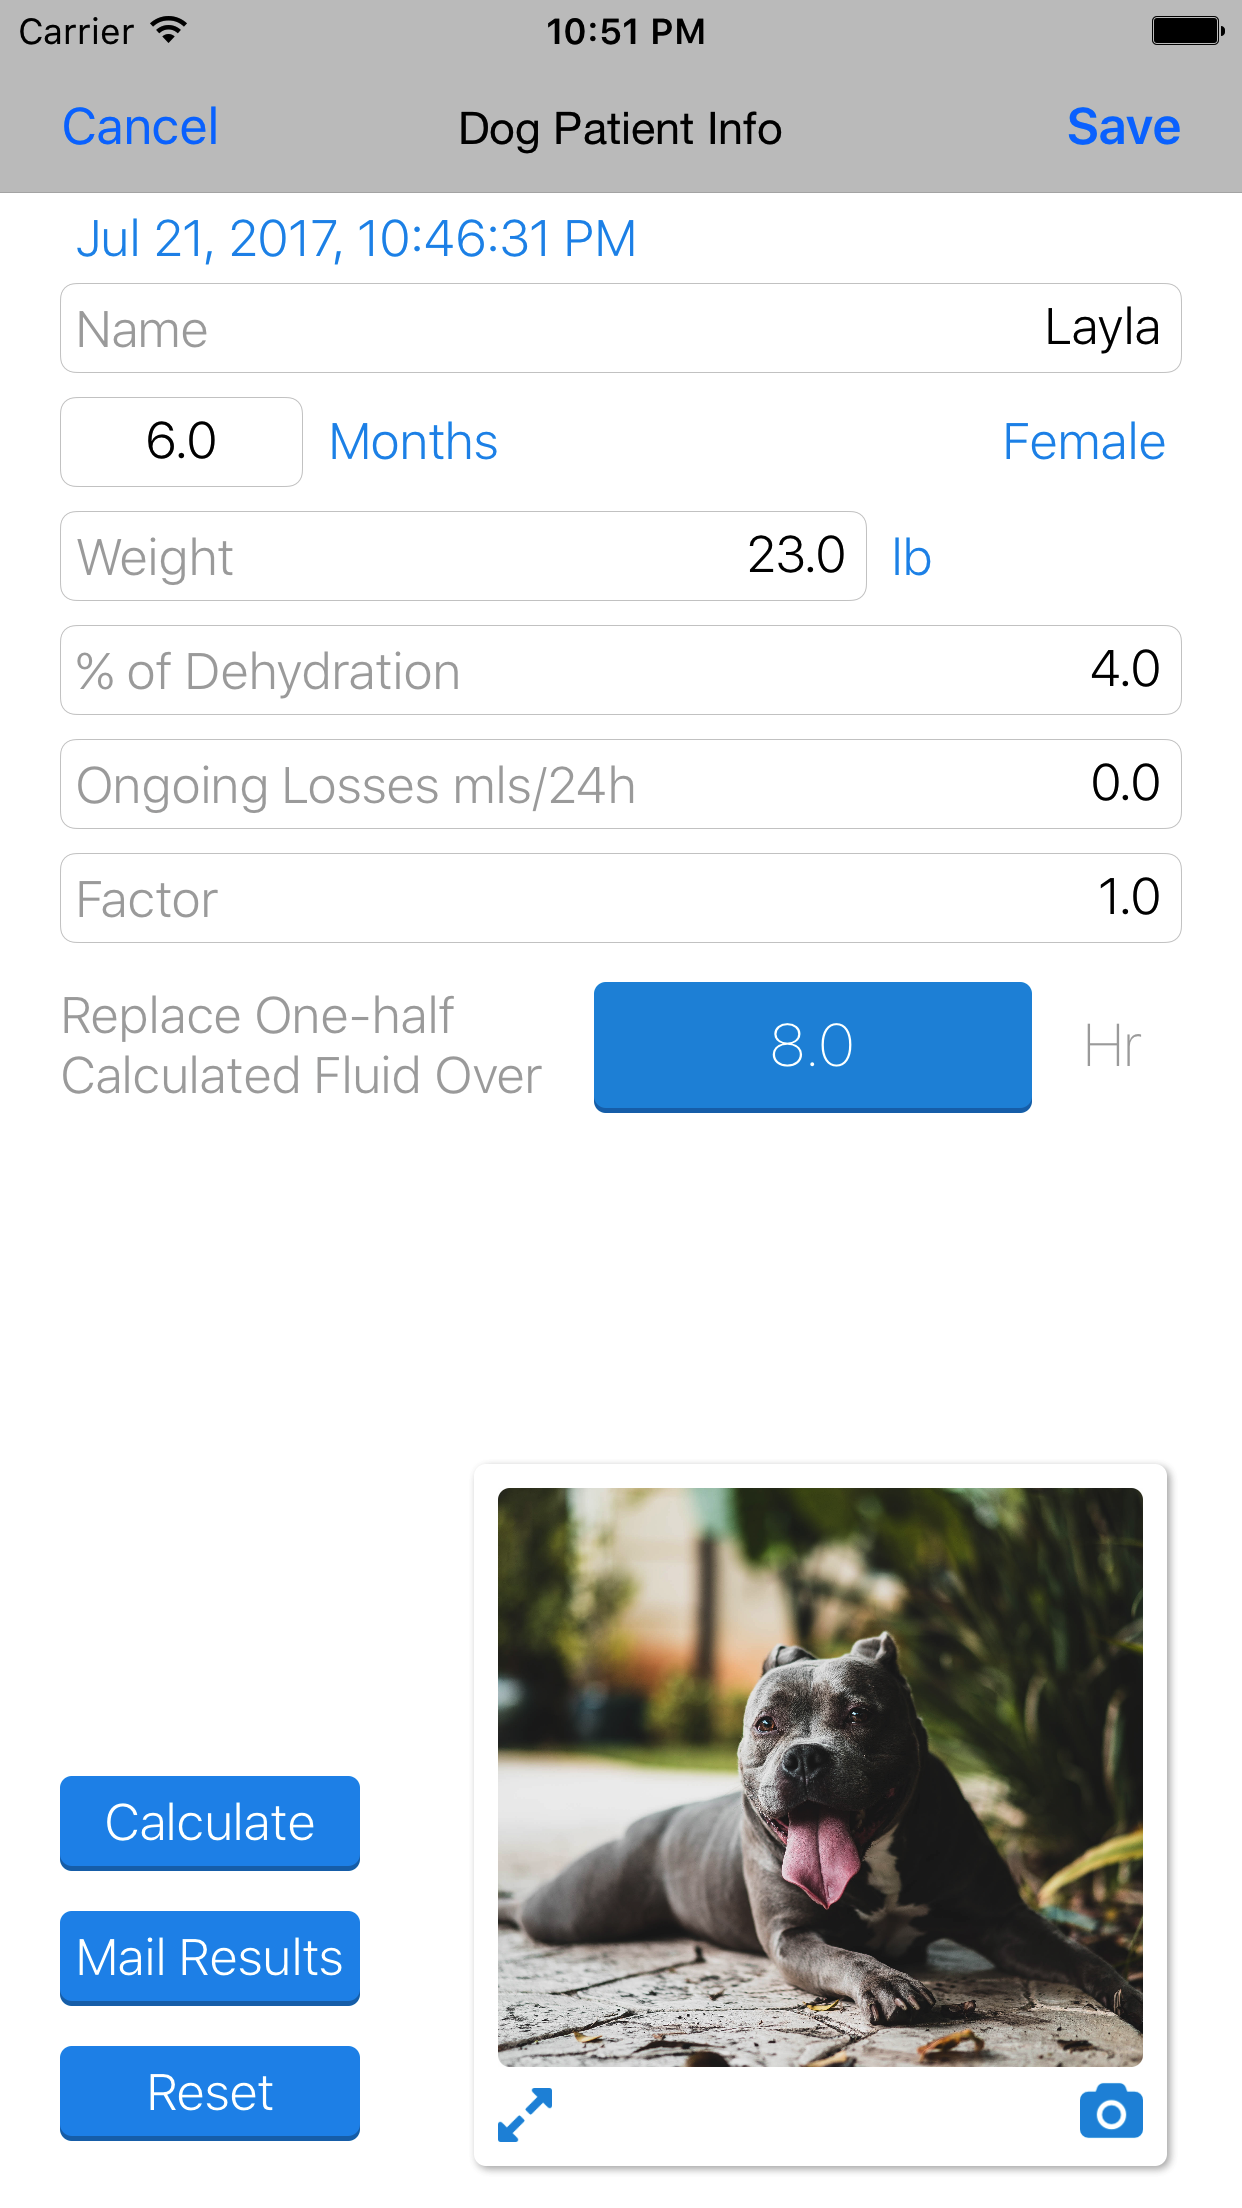 Carrier 10:51 PM
Cancel Dog Patient Info Save
Jul 21, 2017, 10:46:31 PM
Name Layla
6.0 Months Female
Weight 23.0 lb
% of Dehydration 4.0
Ongoing Losses mls/24h 0.0
Factor 1.0
Replace One-half
Calculated Fluid Over 8.0 Hr
Calculate
Mail Results
Reset